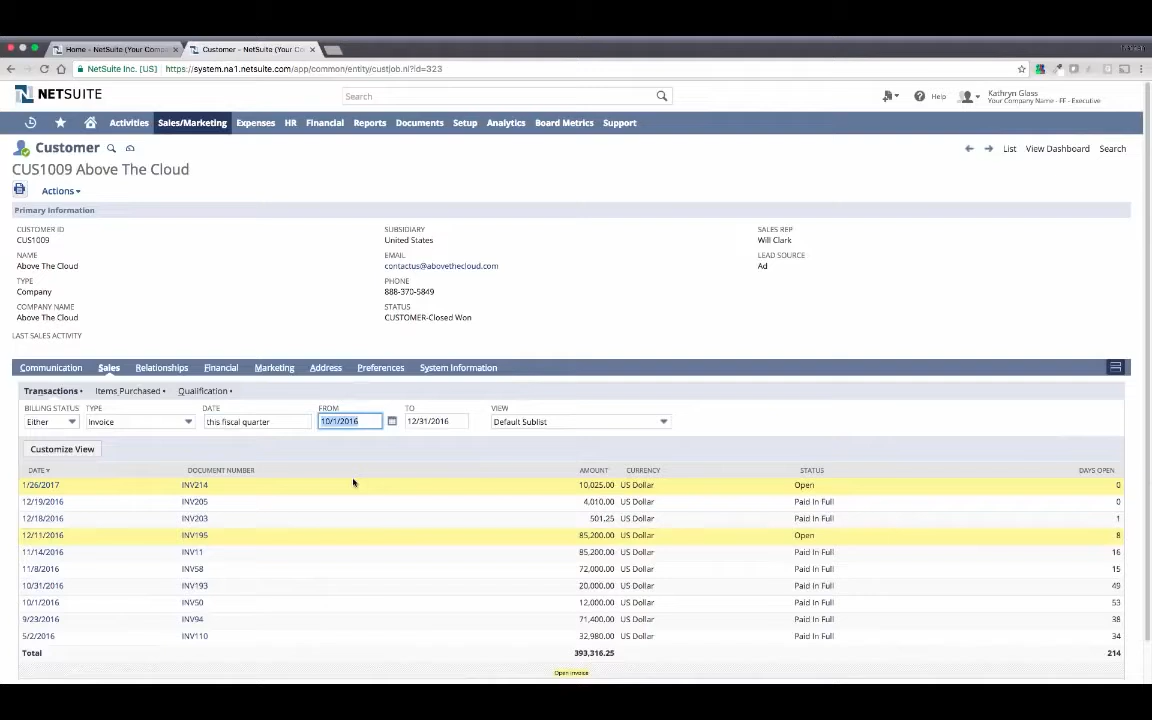 Home - NetSuite (Your Comp
Customer - NetSuite (Your Co
NetSuite Inc. [US]
https://system.na1.netsuite.com/app/common/entity/custjob.nl?id=323
NETSUITE
Search
Help
Kathryn Glass
Your Company Name - FF - Executive
Activities Sales/Marketing Expenses HR Financial Reports Documents Setup Analytics Board Metrics Support
Customer
List View Dashboard Search
CUS1009 Above The Cloud
Actions
Primary Information
CUSTOMER ID SUBSIDIARY SALES REP
CUS1009 United States Will Clark
NAME EMAIL LEAD SOURCE
Above The Cloud contactus@abovethecloud.com Ad
TYPE PHONE
Company 888-370-5849
COMPANY NAME STATUS
Above The Cloud CUSTOMER-Closed Won
LAST SALES ACTIVITY
Communication Sales Relationships Financial Marketing Address Preferences System Information
Transactions • Items Purchased • Qualification •
BILLING STATUS TYPE DATE FROM TO VIEW
Either Invoice this fiscal quarter 10/1/2016 12/31/2016 Default Sublist
Customize View
DATE DOCUMENT NUMBER AMOUNT CURRENCY STATUS DAYS OPEN
1/26/2017 INV214 10,025.00 US Dollar Open 0
12/19/2016 INV205 4,010.00 US Dollar Paid In Full 0
12/18/2016 INV203 501.25 US Dollar Paid In Full 1
12/11/2016 INV195 85,200.00 US Dollar Open 8
11/14/2016 INV11 85,200.00 US Dollar Paid In Full 16
11/8/2016 INV58 72,000.00 US Dollar Paid In Full 15
10/31/2016 INV193 20,000.00 US Dollar Paid In Full 49
10/1/2016 INV50 12,000.00 US Dollar Paid In Full 53
9/23/2016 INV94 71,400.00 US Dollar Paid In Full 38
5/2/2016 INV110 32,980.00 US Dollar Paid In Full 34
Total 393,316.25 214
Open Invoice